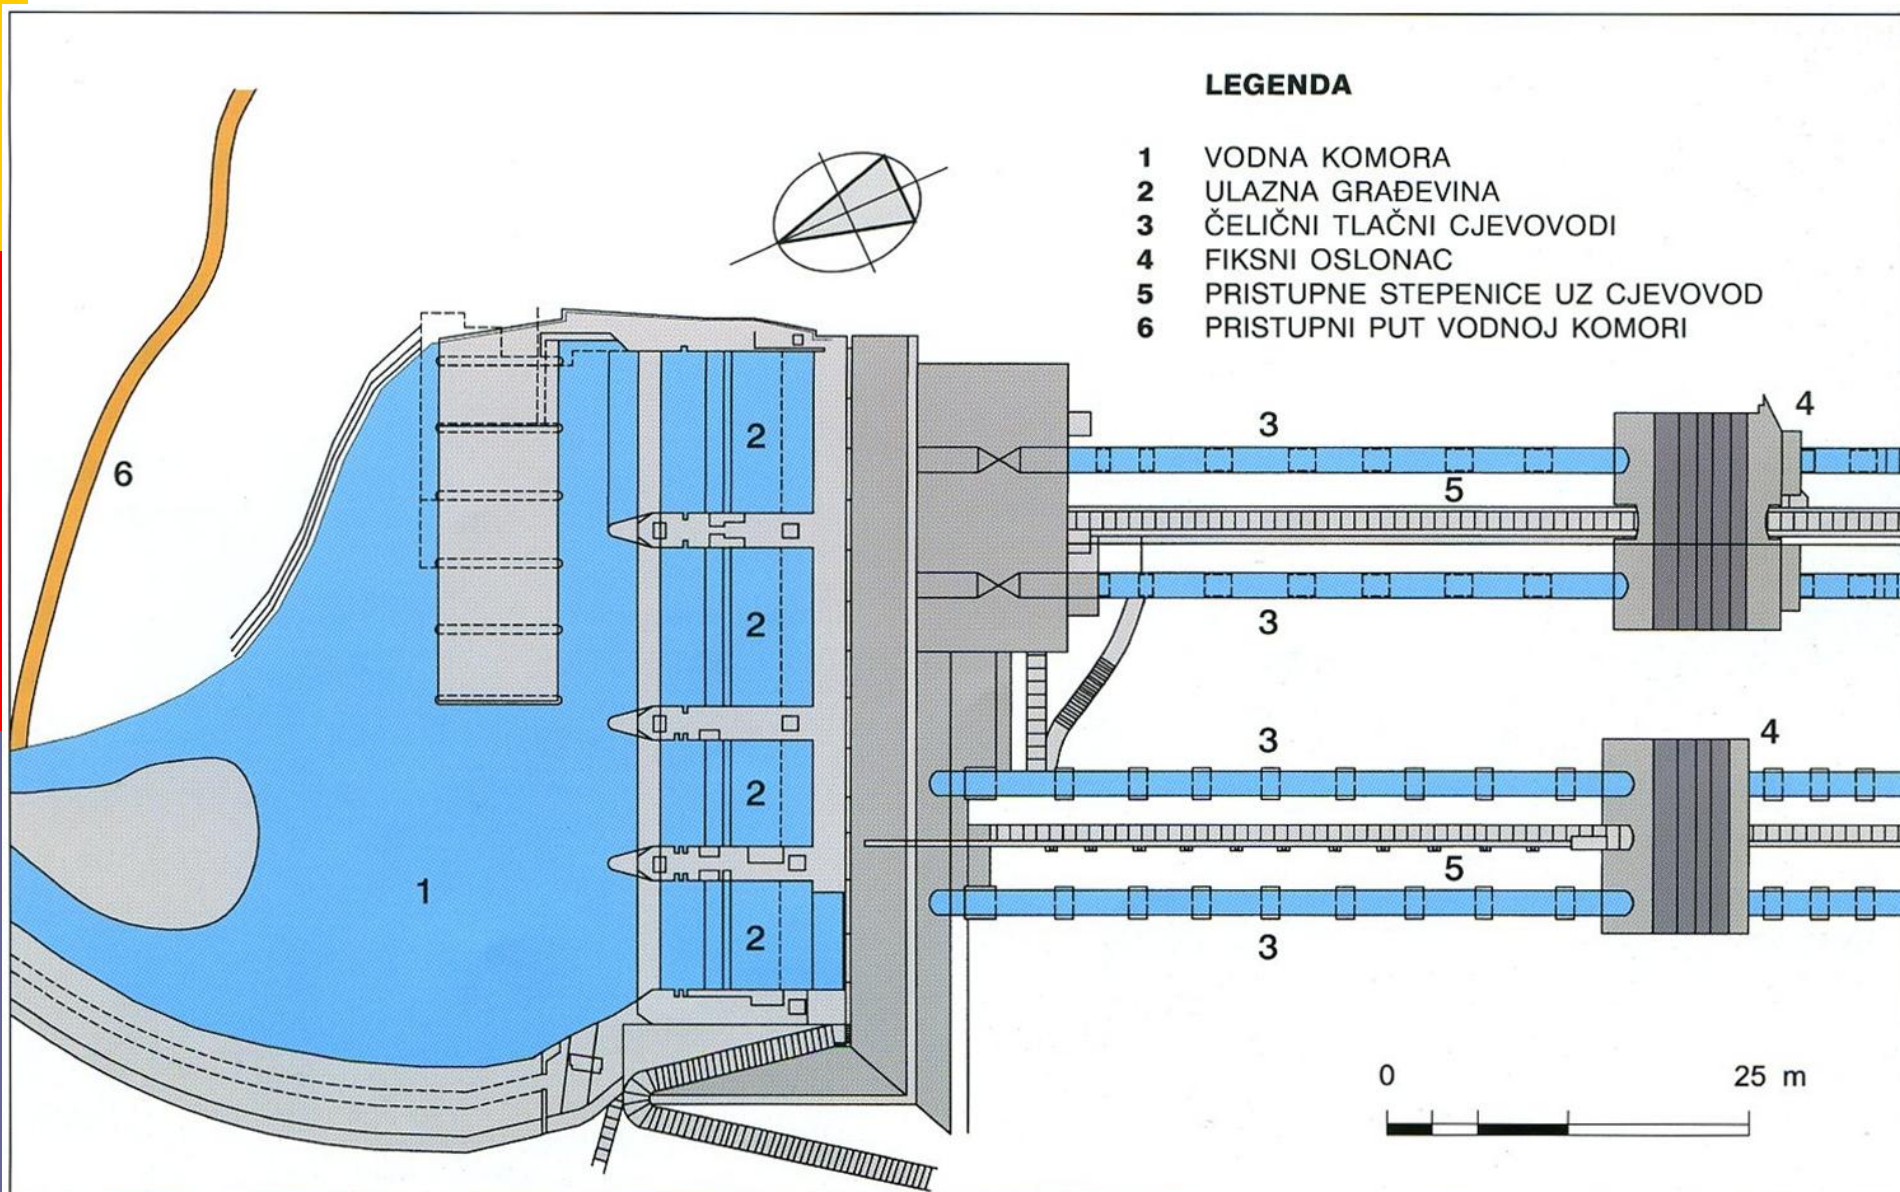 LEGENDA
1 VODNA KOMORA
2 ULAZNA GRAĐEVINA
3 ČELIČNI TLAČNI CJEVOVODI
4 FIKSNI OSLONAC
5 PRISTUPNE STEPENICE UZ CJEVOVOD
6 PRISTUPNI PUT VODNOJ KOMORI
3
4
2
6
5
2
3
3
4
2
5
1
2
3
0 25 m